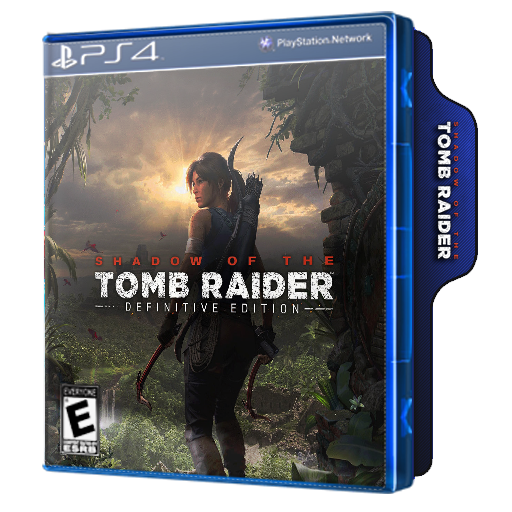 PS4
PlayStation.Network
SHADOW OF THE
TOMB RAIDER
DEFINITIVE EDITION
EVERYONE
E
ESRB
SHADOW OF THE
TOMB RAIDER